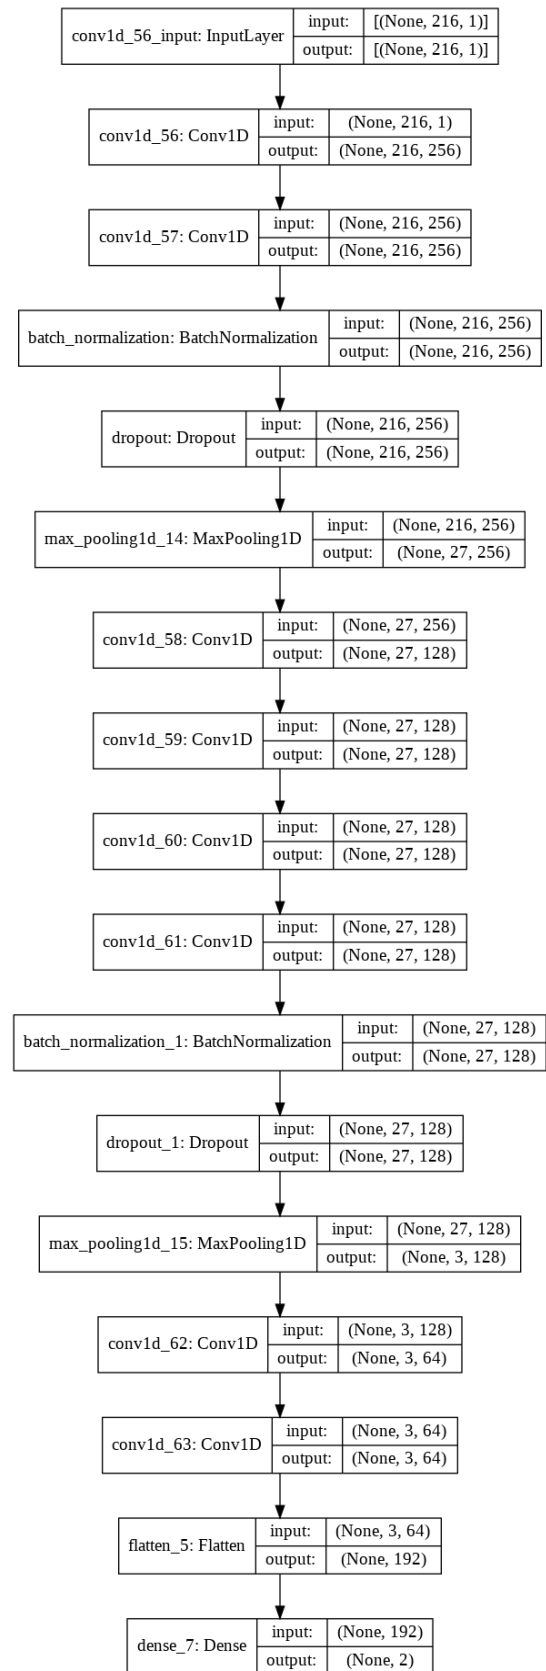 conv1d_56_input: InputLayer
input: [(None, 216, 1)]
output: [(None, 216, 1)]
conv1d_56: Conv1D
input: (None, 216, 1)
output: (None, 216, 256)
conv1d_57: Conv1D
input: (None, 216, 256)
output: (None, 216, 256)
batch_normalization: BatchNormalization
input: (None, 216, 256)
output: (None, 216, 256)
dropout: Dropout
input: (None, 216, 256)
output: (None, 216, 256)
max_pooling1d_14: MaxPooling1D
input: (None, 216, 256)
output: (None, 27, 256)
conv1d_58: Conv1D
input: (None, 27, 256)
output: (None, 27, 128)
conv1d_59: Conv1D
input: (None, 27, 128)
output: (None, 27, 128)
conv1d_60: Conv1D
input: (None, 27, 128)
output: (None, 27, 128)
conv1d_61: Conv1D
input: (None, 27, 128)
output: (None, 27, 128)
batch_normalization_1: BatchNormalization
input: (None, 27, 128)
output: (None, 27, 128)
dropout_1: Dropout
input: (None, 27, 128)
output: (None, 27, 128)
max_pooling1d_15: MaxPooling1D
input: (None, 27, 128)
output: (None, 3, 128)
conv1d_62: Conv1D
input: (None, 3, 128)
output: (None, 3, 64)
conv1d_63: Conv1D
input: (None, 3, 64)
output: (None, 3, 64)
flatten_5: Flatten
input: (None, 3, 64)
output: (None, 192)
dense_7: Dense
input: (None, 192)
output: (None, 2)